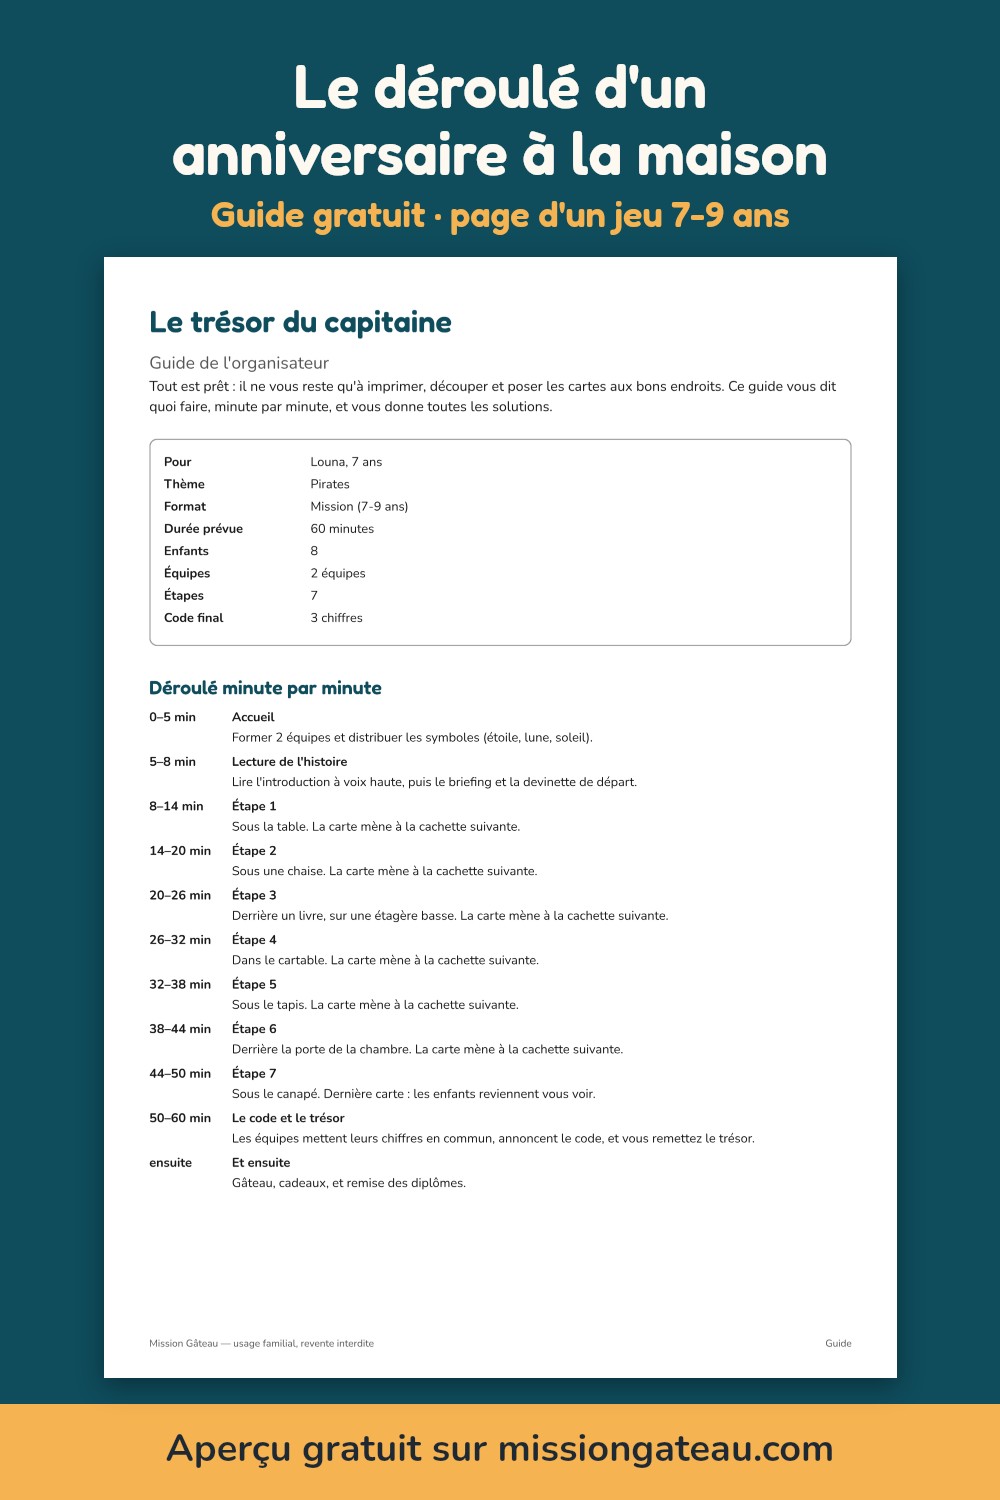 Le déroulé d'un
anniversaire à la maison
Guide gratuit · page d'un jeu 7-9 ans
Le trésor du capitaine
Guide de l'organisateur
Tout est prêt : il ne vous reste qu'à imprimer, découper et poser les cartes aux bons endroits. Ce guide vous dit
quoi faire, minute par minute, et vous donne toutes les solutions.
Pour Louna, 7 ans
Thème Pirates
Format Mission (7-9 ans)
Durée prévue 60 minutes
Enfants 8
Équipes 2 équipes
Étapes 7
Code final 3 chiffres
Déroulé minute par minute
0–5 min Accueil
Former 2 équipes et distribuer les symboles (étoile, lune, soleil).
5–8 min Lecture de l'histoire
Lire l'introduction à voix haute, puis le briefing et la devinette de départ.
8–14 min Étape 1
Sous la table. La carte mène à la cachette suivante.
14–20 min Étape 2
Sous une chaise. La carte mène à la cachette suivante.
20–26 min Étape 3
Derrière un livre, sur une étagère basse. La carte mène à la cachette suivante.
26–32 min Étape 4
Dans le cartable. La carte mène à la cachette suivante.
32–38 min Étape 5
Sous le tapis. La carte mène à la cachette suivante.
38–44 min Étape 6
Derrière la porte de la chambre. La carte mène à la cachette suivante.
44–50 min Étape 7
Sous le canapé. Dernière carte : les enfants reviennent vous voir.
50–60 min Le code et le trésor
Les équipes mettent leurs chiffres en commun, annoncent le code, et vous remettez le trésor.
ensuite Et ensuite
Gâteau, cadeaux, et remise des diplômes.
Mission Gâteau — usage familial, revente interdite Guide
Aperçu gratuit sur missiongateau.com